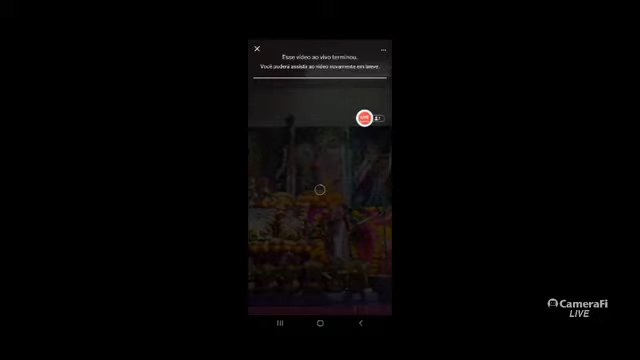 Esse vídeo ao vivo terminou.
Você poderá assistir ao vídeo novamente em breve.
CameraFi
LIVE